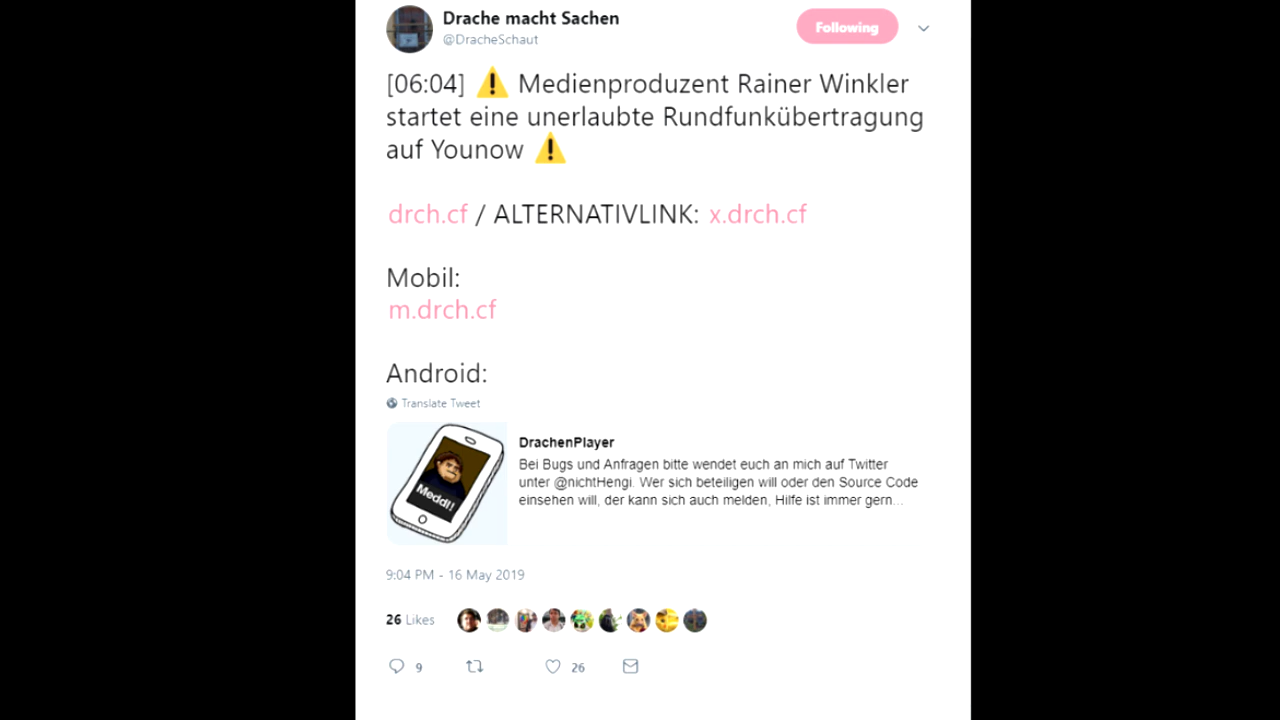 Drache macht Sachen
@DracheSchaut
Following
[06:04] ⚠ Medienproduzent Rainer Winkler
startet eine unerlaubte Rundfunkübertragung
auf Younow ⚠
drch.cf / ALTERNATIVLINK: x.drch.cf
Mobil:
m.drch.cf
Android:
Translate Tweet
Meddl!
DrachenPlayer
Bei Bugs und Anfragen bitte wendet euch an mich auf Twitter
unter @nichtHengi. Wer sich beteiligen will oder den Source Code
einsehen will, der kann sich auch melden, Hilfe ist immer gern...
9:04 PM - 16 May 2019
26 Likes
9
26